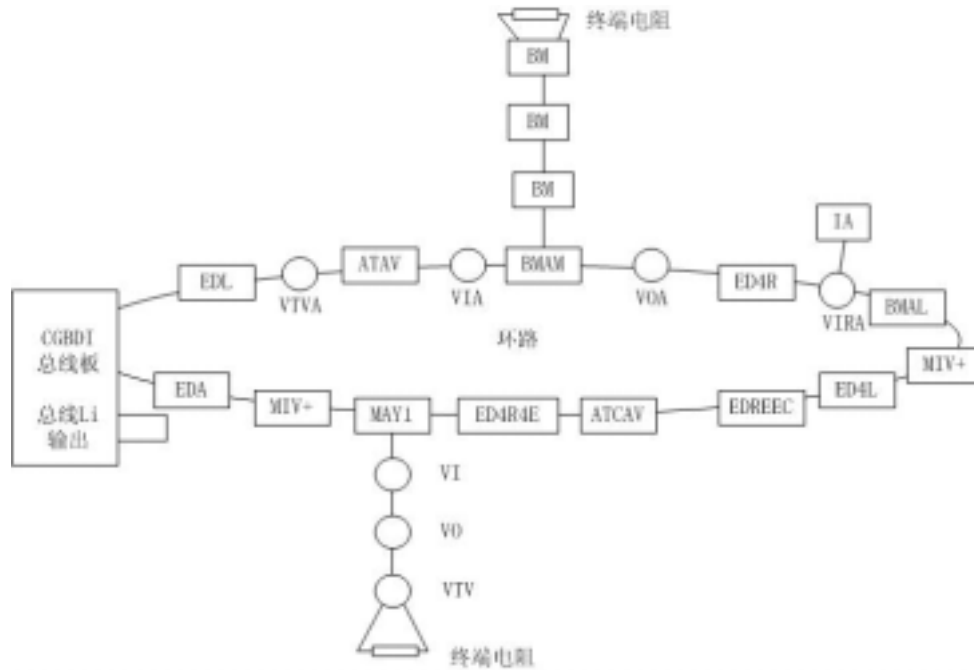 终端电阻
BM
BM
BM
IA
EDL
VTVA
ATAV
VIA
BMAM
VOA
ED4R
VIRA
BMAL
CGBDI
总线板
总线Li
输出
环路
MIV+
EDA
MIV+
MAY1
ED4R4E
ATCAV
EDREEC
ED4L
VI
VO
VTV
终端电阻